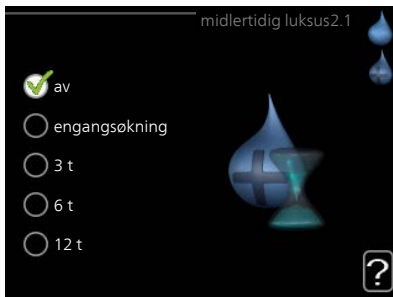 midlertidig luksus2.1
av
engangsøkning
3 t
6 t
12 t
?